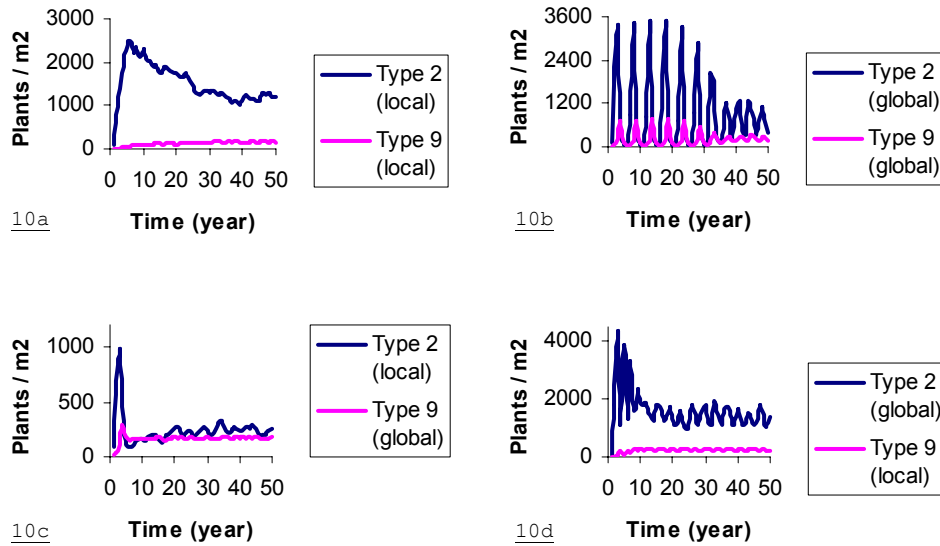 3000
2000
1000
0
Plants / m2
0 10 20 30 40 50
Time (year)
Type 2
(local)
Type 9
(local)
10a
3600
2400
1200
0
Plants / m2
0 10 20 30 40 50
Time (year)
Type 2
(global)
Type 9
(global)
10b
1000
500
0
Plants / m2
0 10 20 30 40 50
Time (year)
Type 2
(local)
Type 9
(global)
10c
4000
2000
0
Plants / m2
0 10 20 30 40 50
Time (year)
Type 2
(global)
Type 9
(local)
10d